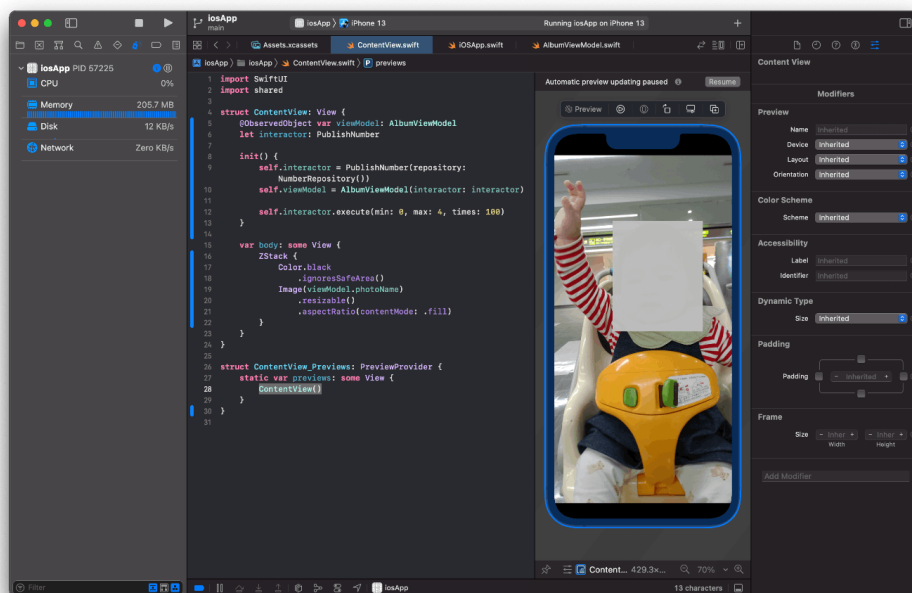 iosApp
main
iosApp
iPhone 13
Running iosApp on iPhone 13
Assets.xcassets
ContentView.swift
iOSApp.swift
AlbumViewModel.swift
iosApp PID 57225
CPU 0%
Memory 205.7 MB
Disk 12 KB/s
Network Zero KB/s
Filter
iosApp
iosApp
ContentView.swift
P previews
1 import SwiftUI
2 import shared
3
4 struct ContentView: View {
5 @ObservedObject var viewModel: AlbumViewModel
6 let interactor: PublishNumber
7
8 init() {
9 self.interactor = PublishNumber(repository:
NumberRepository())
10 self.viewModel = AlbumViewModel(interactor: interactor)
11
12 self.interactor.execute(min: 0, max: 4, times: 100)
13 }
14
15 var body: some View {
16 ZStack {
17 Color.black
18 .ignoresSafeArea()
19 Image(viewModel.photoName)
20 .resizable()
21 .aspectRatio(contentMode: .fill)
22 }
23 }
24 }
25
26 struct ContentView_Previews: PreviewProvider {
27 static var previews: some View {
28 ContentView()
29 }
30 }
31
iosApp
13 characters
Automatic preview updating paused
Resume
Preview
Content... 429.3×...
70%
Content View
Modifiers
Preview
Name Inherited
Device Inherited
Layout Inherited
Orientation Inherited
Color Scheme
Scheme Inherited
Accessibility
Label Inherited
Identifier Inherited
Dynamic Type
Size Inherited
Padding
Padding - Inherited +
Frame
Size - Inher + - Inher +
Width Height
Add Modifier